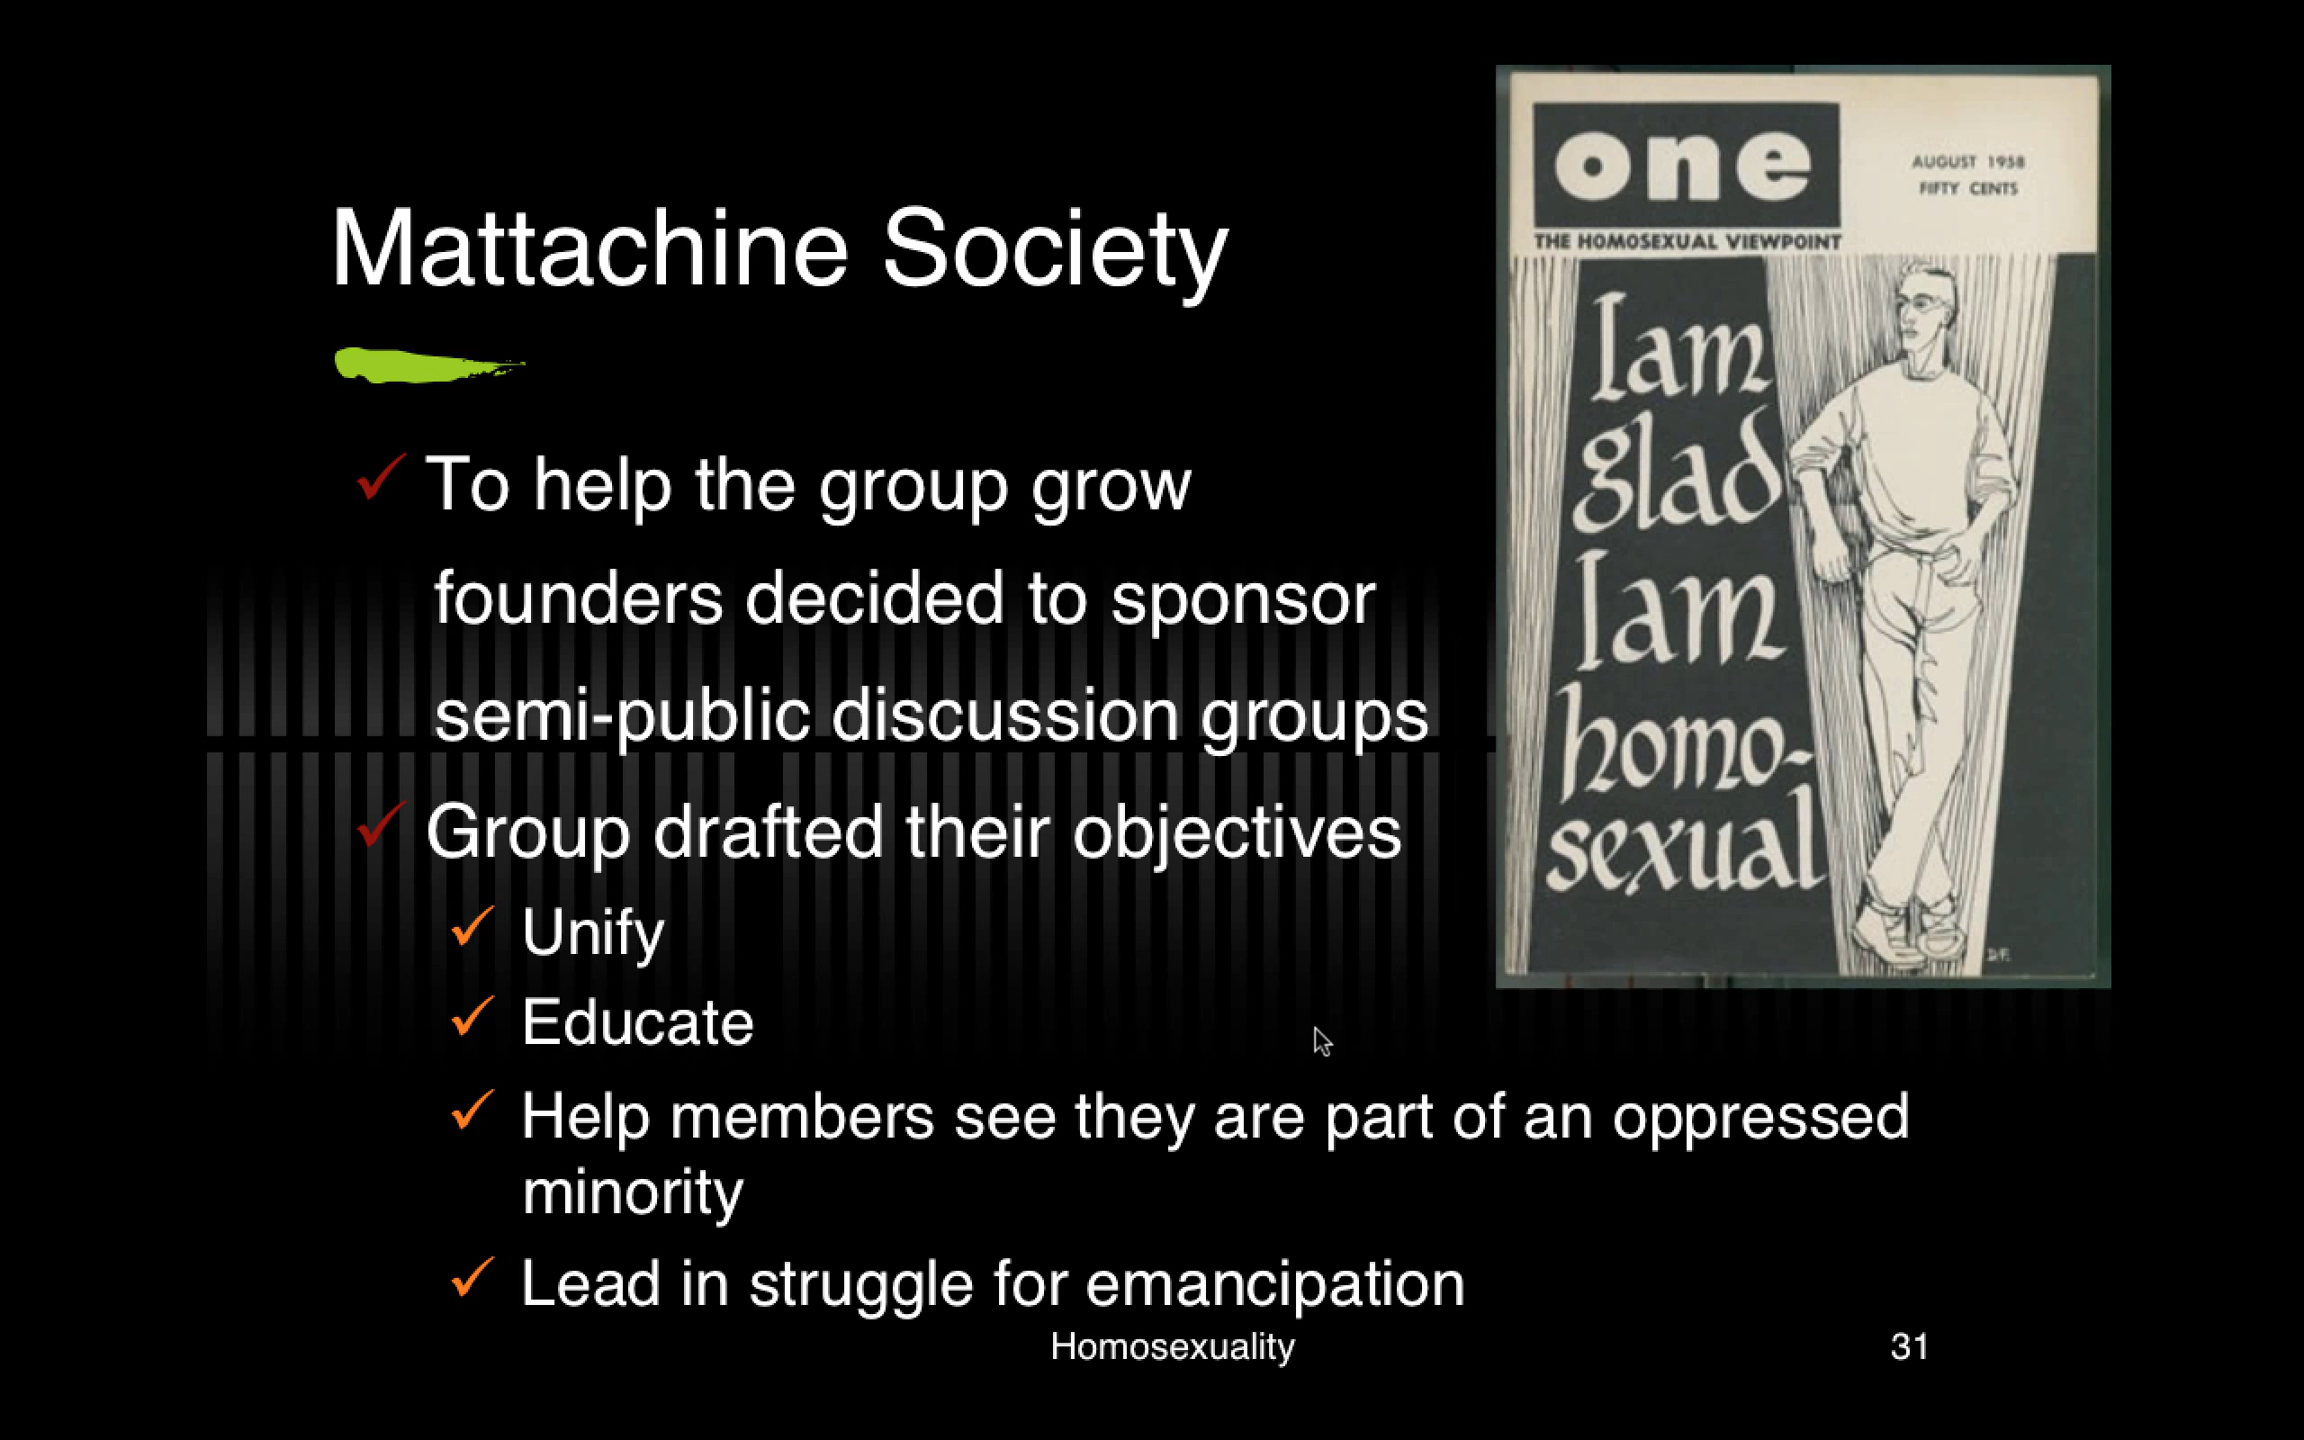 Mattachine Society
To help the group grow
founders decided to sponsor
semi-public discussion groups
Group drafted their objectives
Unify
Educate
Help members see they are part of an oppressed
minority
Lead in struggle for emancipation
Homosexuality
31
one
AUGUST 1958
FIFTY CENTS
THE HOMOSEXUAL VIEWPOINT
I am
glad
I am
homo-
sexual
D.F.